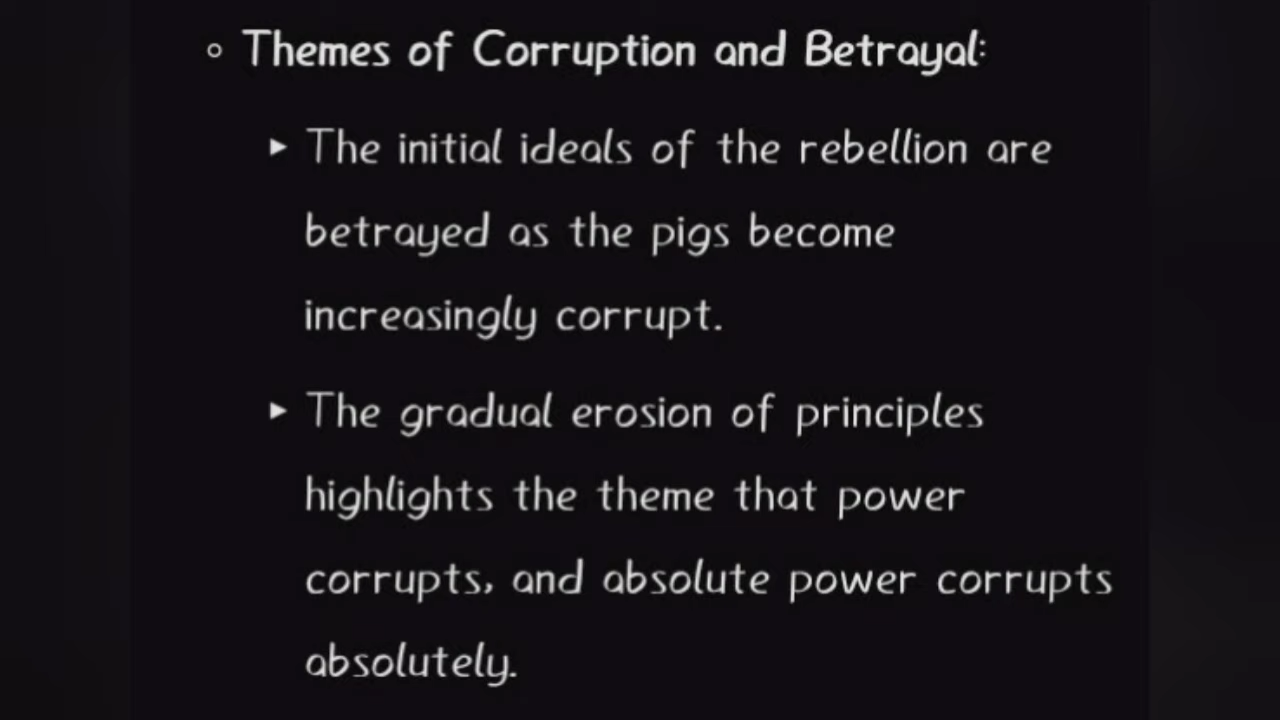 ◦ Themes of Corruption and Betrayal:
▸ The initial ideals of the rebellion are
betrayed as the pigs become
increasingly corrupt.
▸ The gradual erosion of principles
highlights the theme that power
corrupts, and absolute power corrupts
absolutely.